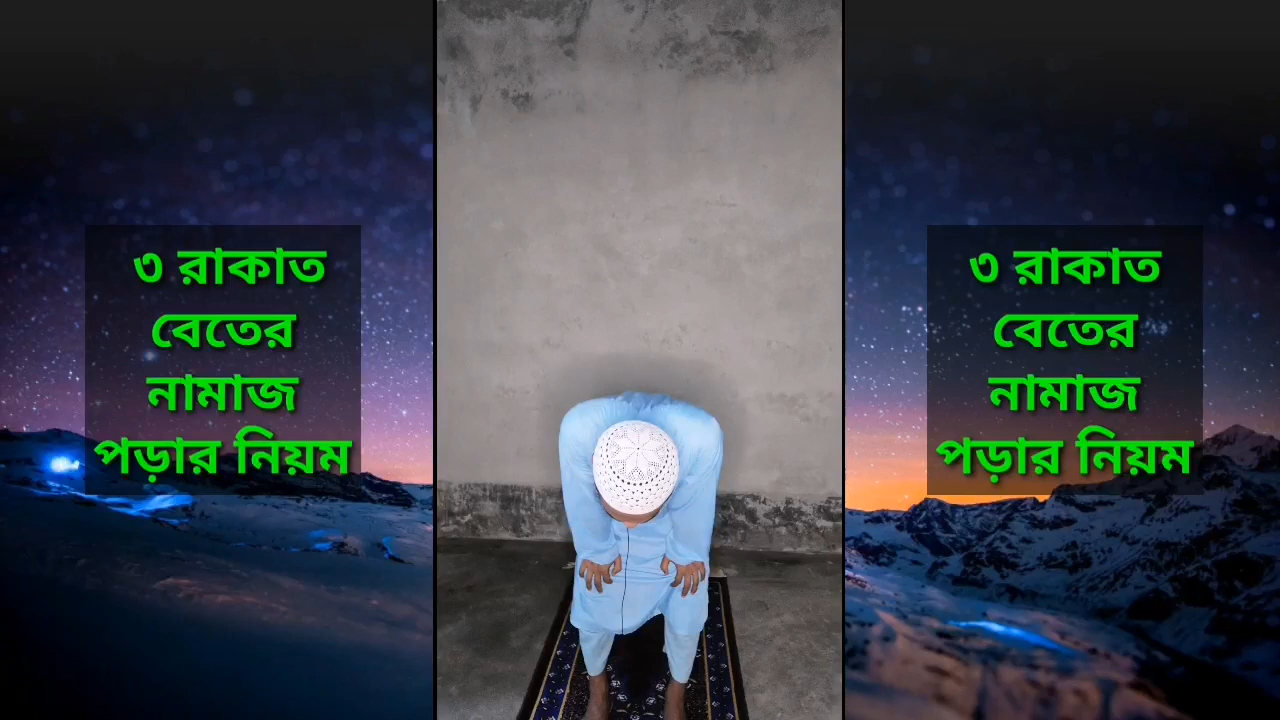 ৩ রাকাত
বেতের
নামাজ
পড়ার নিয়ম
৩ রাকাত
বেতের
নামাজ
পড়ার নিয়ম